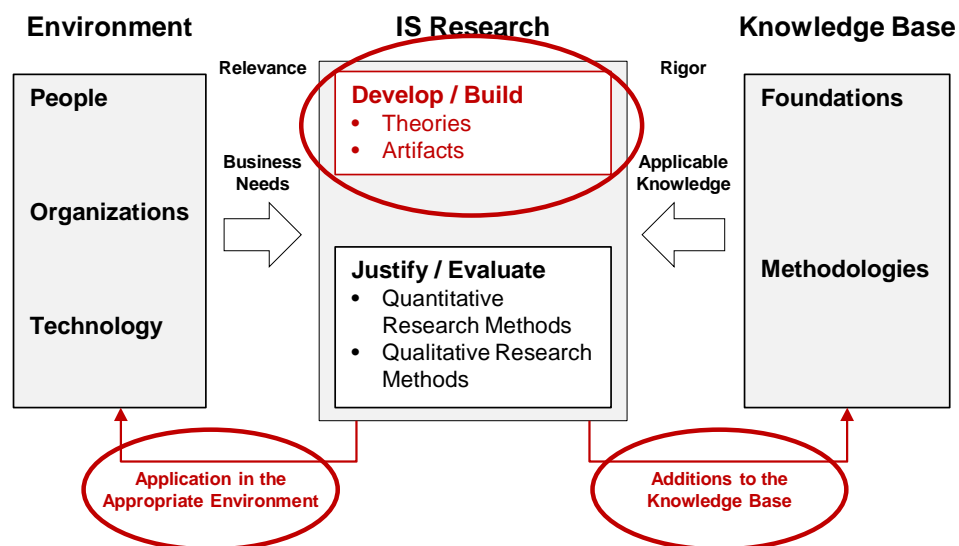 Environment
IS Research
Knowledge Base
People
Organizations
Technology
Relevance
Business
Needs
Develop / Build
• Theories
• Artifacts
Justify / Evaluate
• Quantitative
Research Methods
• Qualitative Research
Methods
Rigor
Applicable
Knowledge
Foundations
Methodologies
Application in the
Appropriate Environment
Additions to the
Knowledge Base